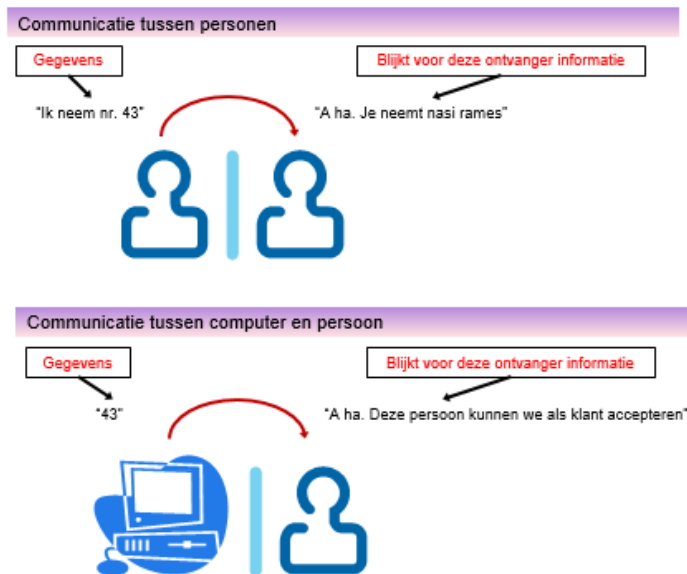 Communicatie tussen personen
Gegevens
Blijkt voor deze ontvanger informatie
"Ik neem nr. 43"
"A ha. Je neemt nasi rames"
Communicatie tussen computer en persoon
Gegevens
Blijkt voor deze ontvanger informatie
"43"
"A ha. Deze persoon kunnen we als klant accepteren"